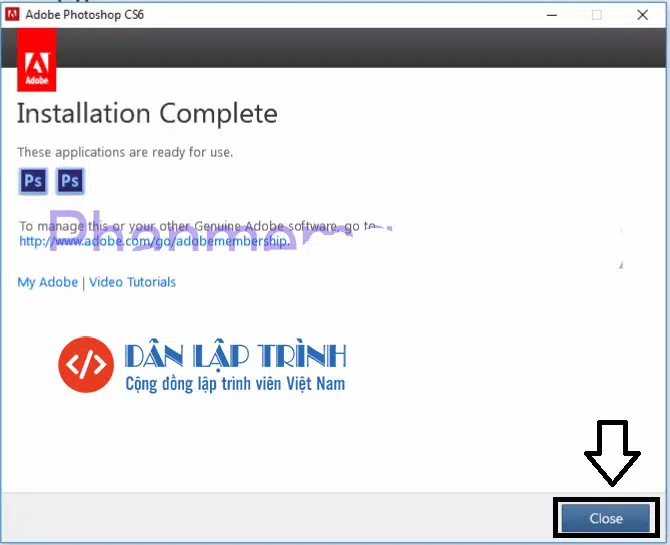 Adobe Photoshop CS6
Adobe
Installation Complete
These applications are ready for use.
Ps Ps
To manage this or your other Genuine Adobe software, go to
http://www.adobe.com/go/adobemembership.
My Adobe | Video Tutorials
</> DÂN LẬP TRÌNH
Cộng đồng lập trình viên Việt Nam
Close